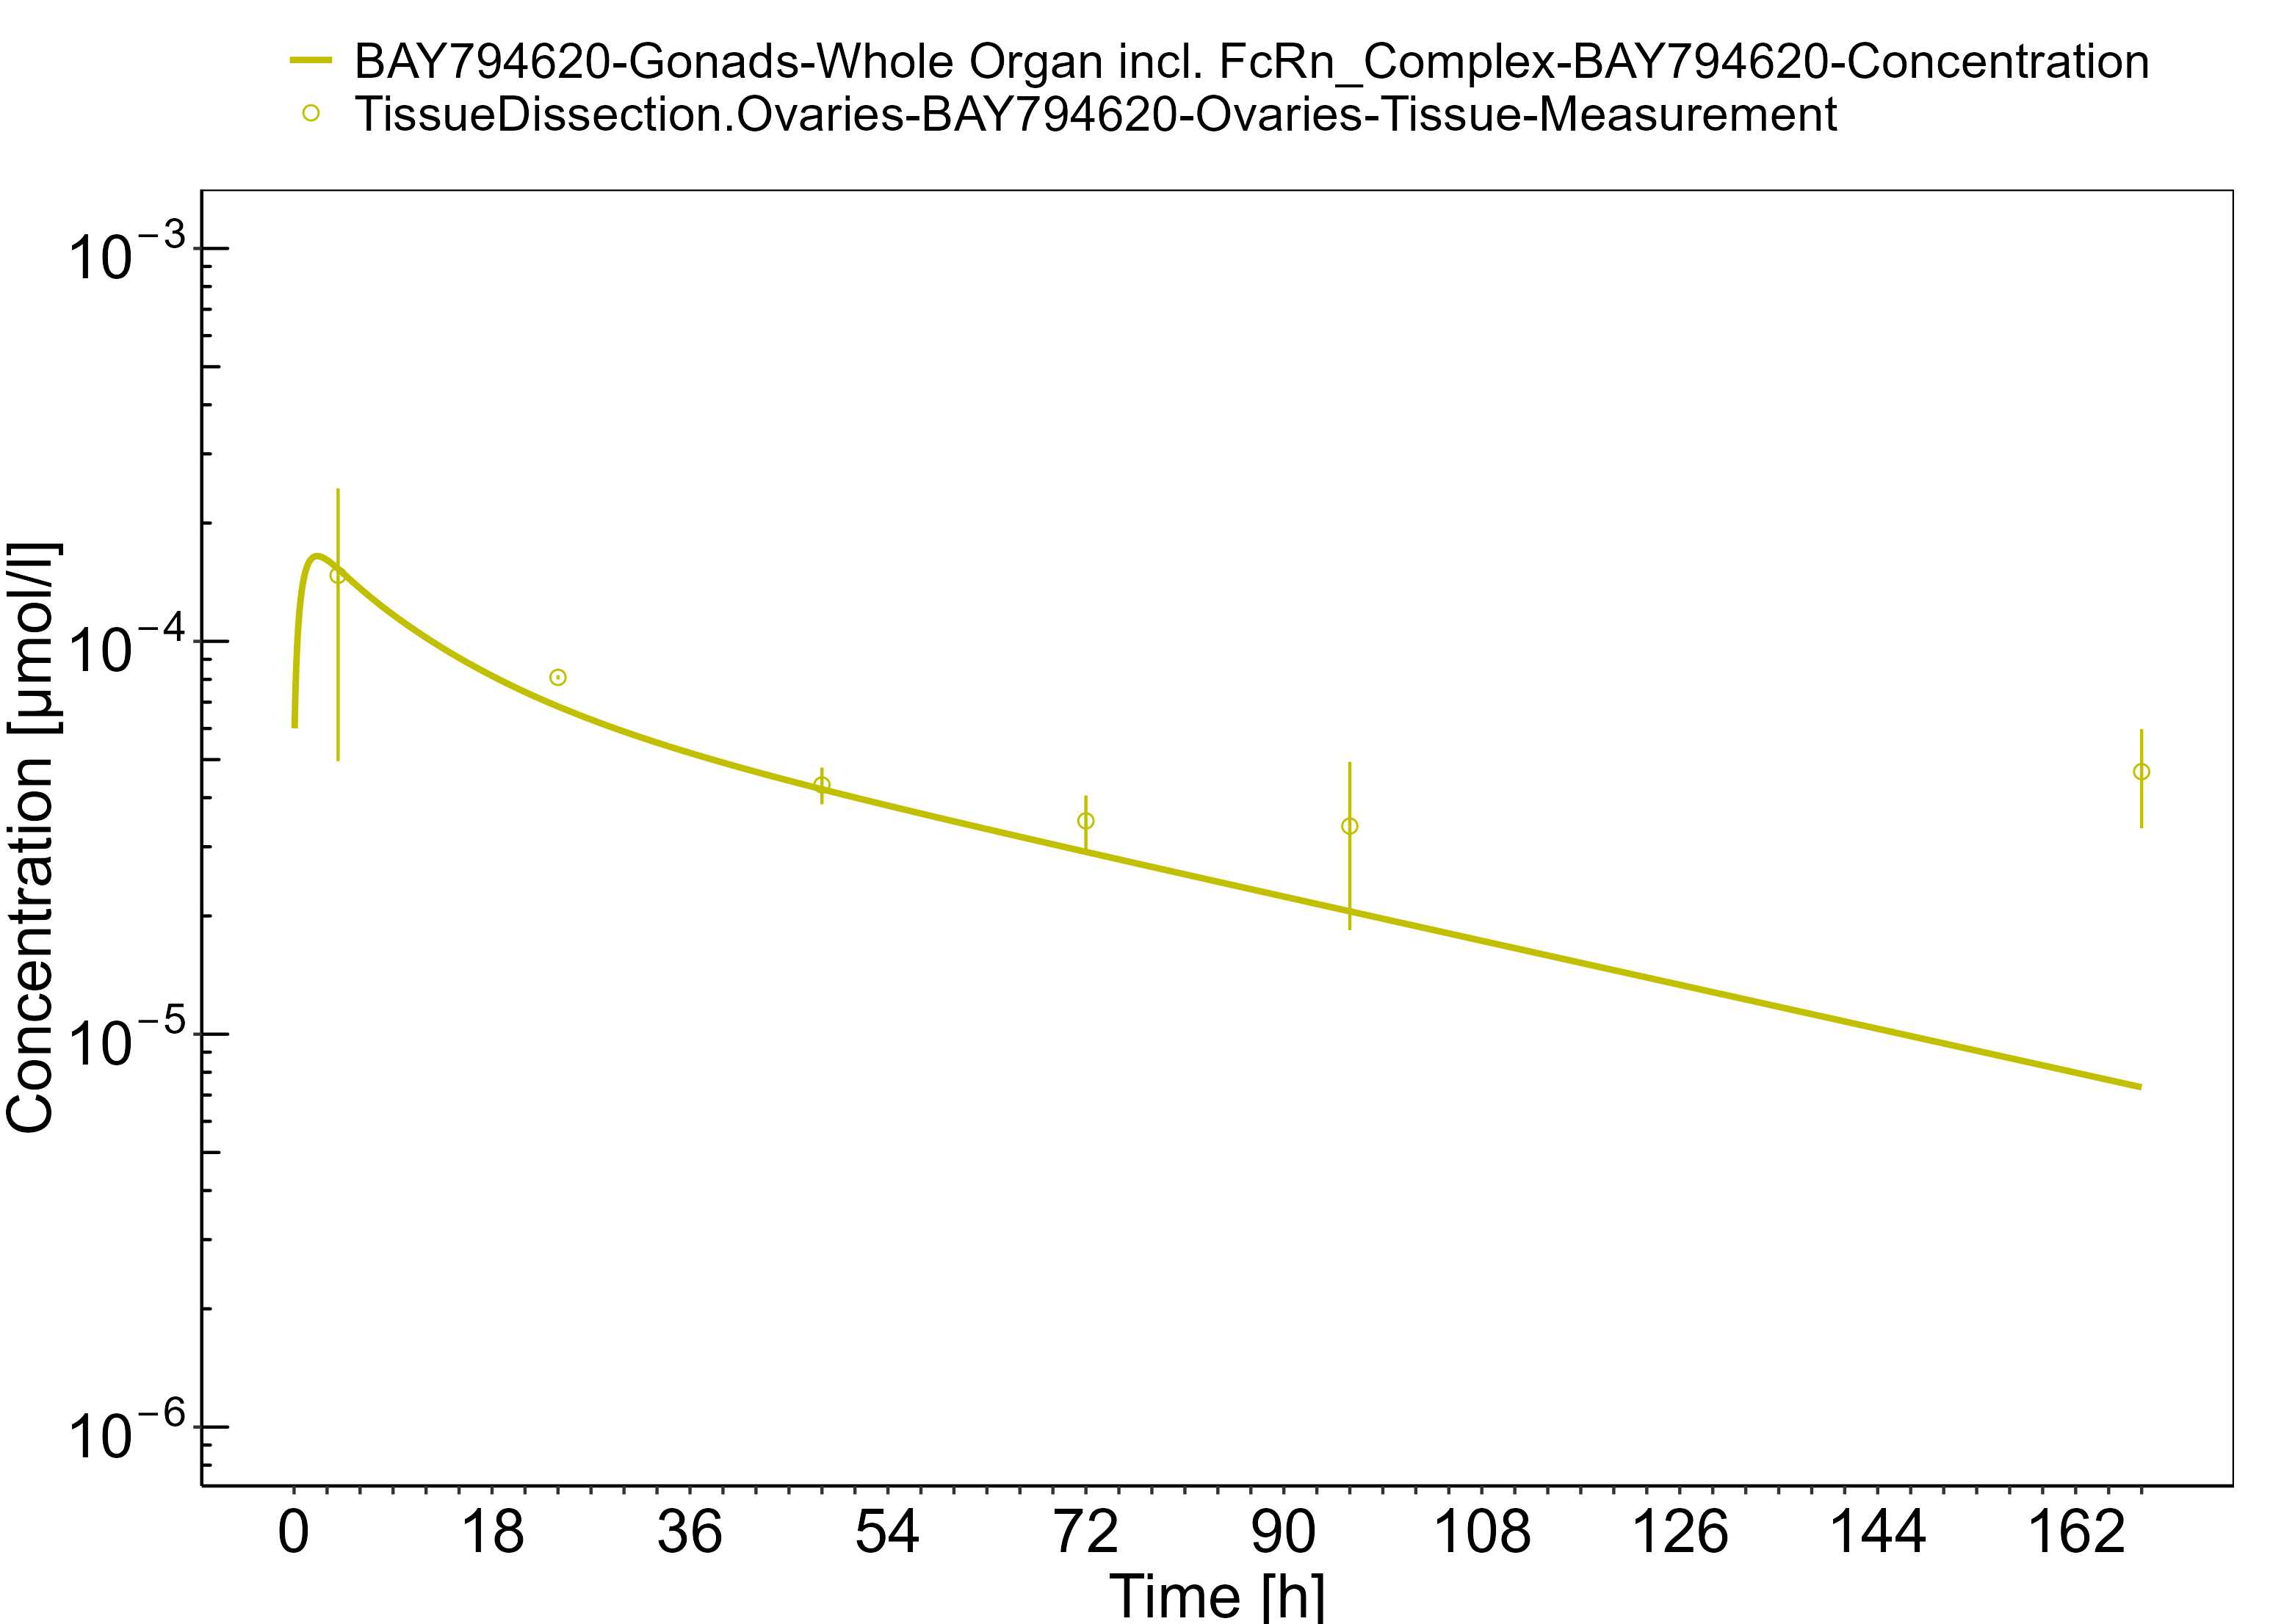 BAY794620-Gonads-Whole Organ incl. FcRn_Complex-BAY794620-Concentration
TissueDissection.Ovaries-BAY794620-Ovaries-Tissue-Measurement
Concentration [µmol/l]
10⁻³
10⁻⁴
10⁻⁵
10⁻⁶
0 18 36 54 72 90 108 126 144 162
Time [h]